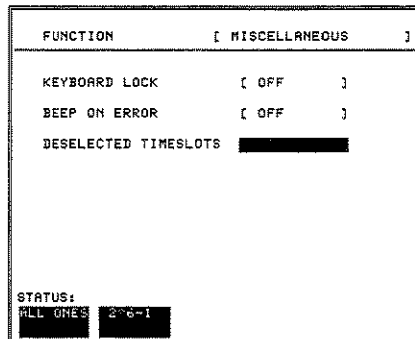 FUNCTION [ MISCELLANEOUS ]
KEYBOARD LOCK [ OFF ]
BEEP ON ERROR [ OFF ]
DESELECTED TIMESLOTS
STATUS:
ALL ONES 2^6-1